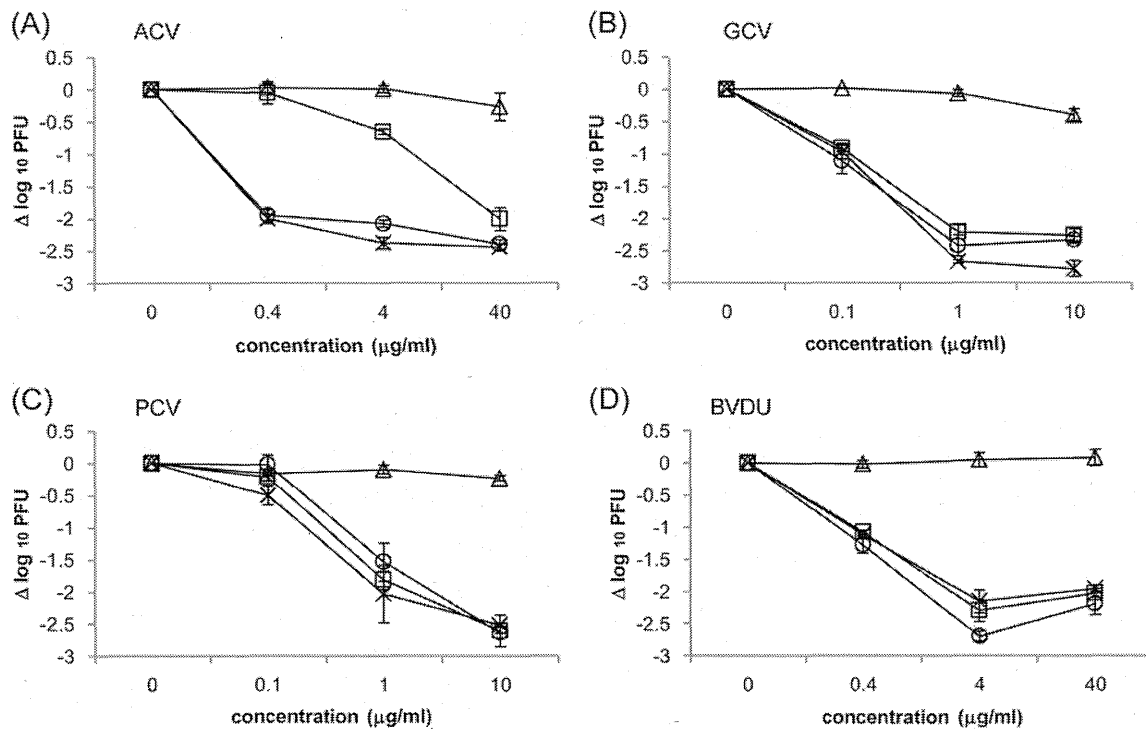 (A)
ACV
0.5
0
-0.5
-1
-1.5
-2
-2.5
-3
Δ log 10 PFU
0 0.4 4 40
concentration (μg/ml)
(B)
GCV
0.5
0
-0.5
-1
-1.5
-2
-2.5
-3
Δ log 10 PFU
0 0.1 1 10
concentration (μg/ml)
(C)
PCV
0.5
0
-0.5
-1
-1.5
-2
-2.5
-3
Δ log 10 PFU
0 0.1 1 10
concentration (μg/ml)
(D)
BVDU
0.5
0
-0.5
-1
-1.5
-2
-2.5
-3
Δ log 10 PFU
0 0.4 4 40
concentration (μg/ml)